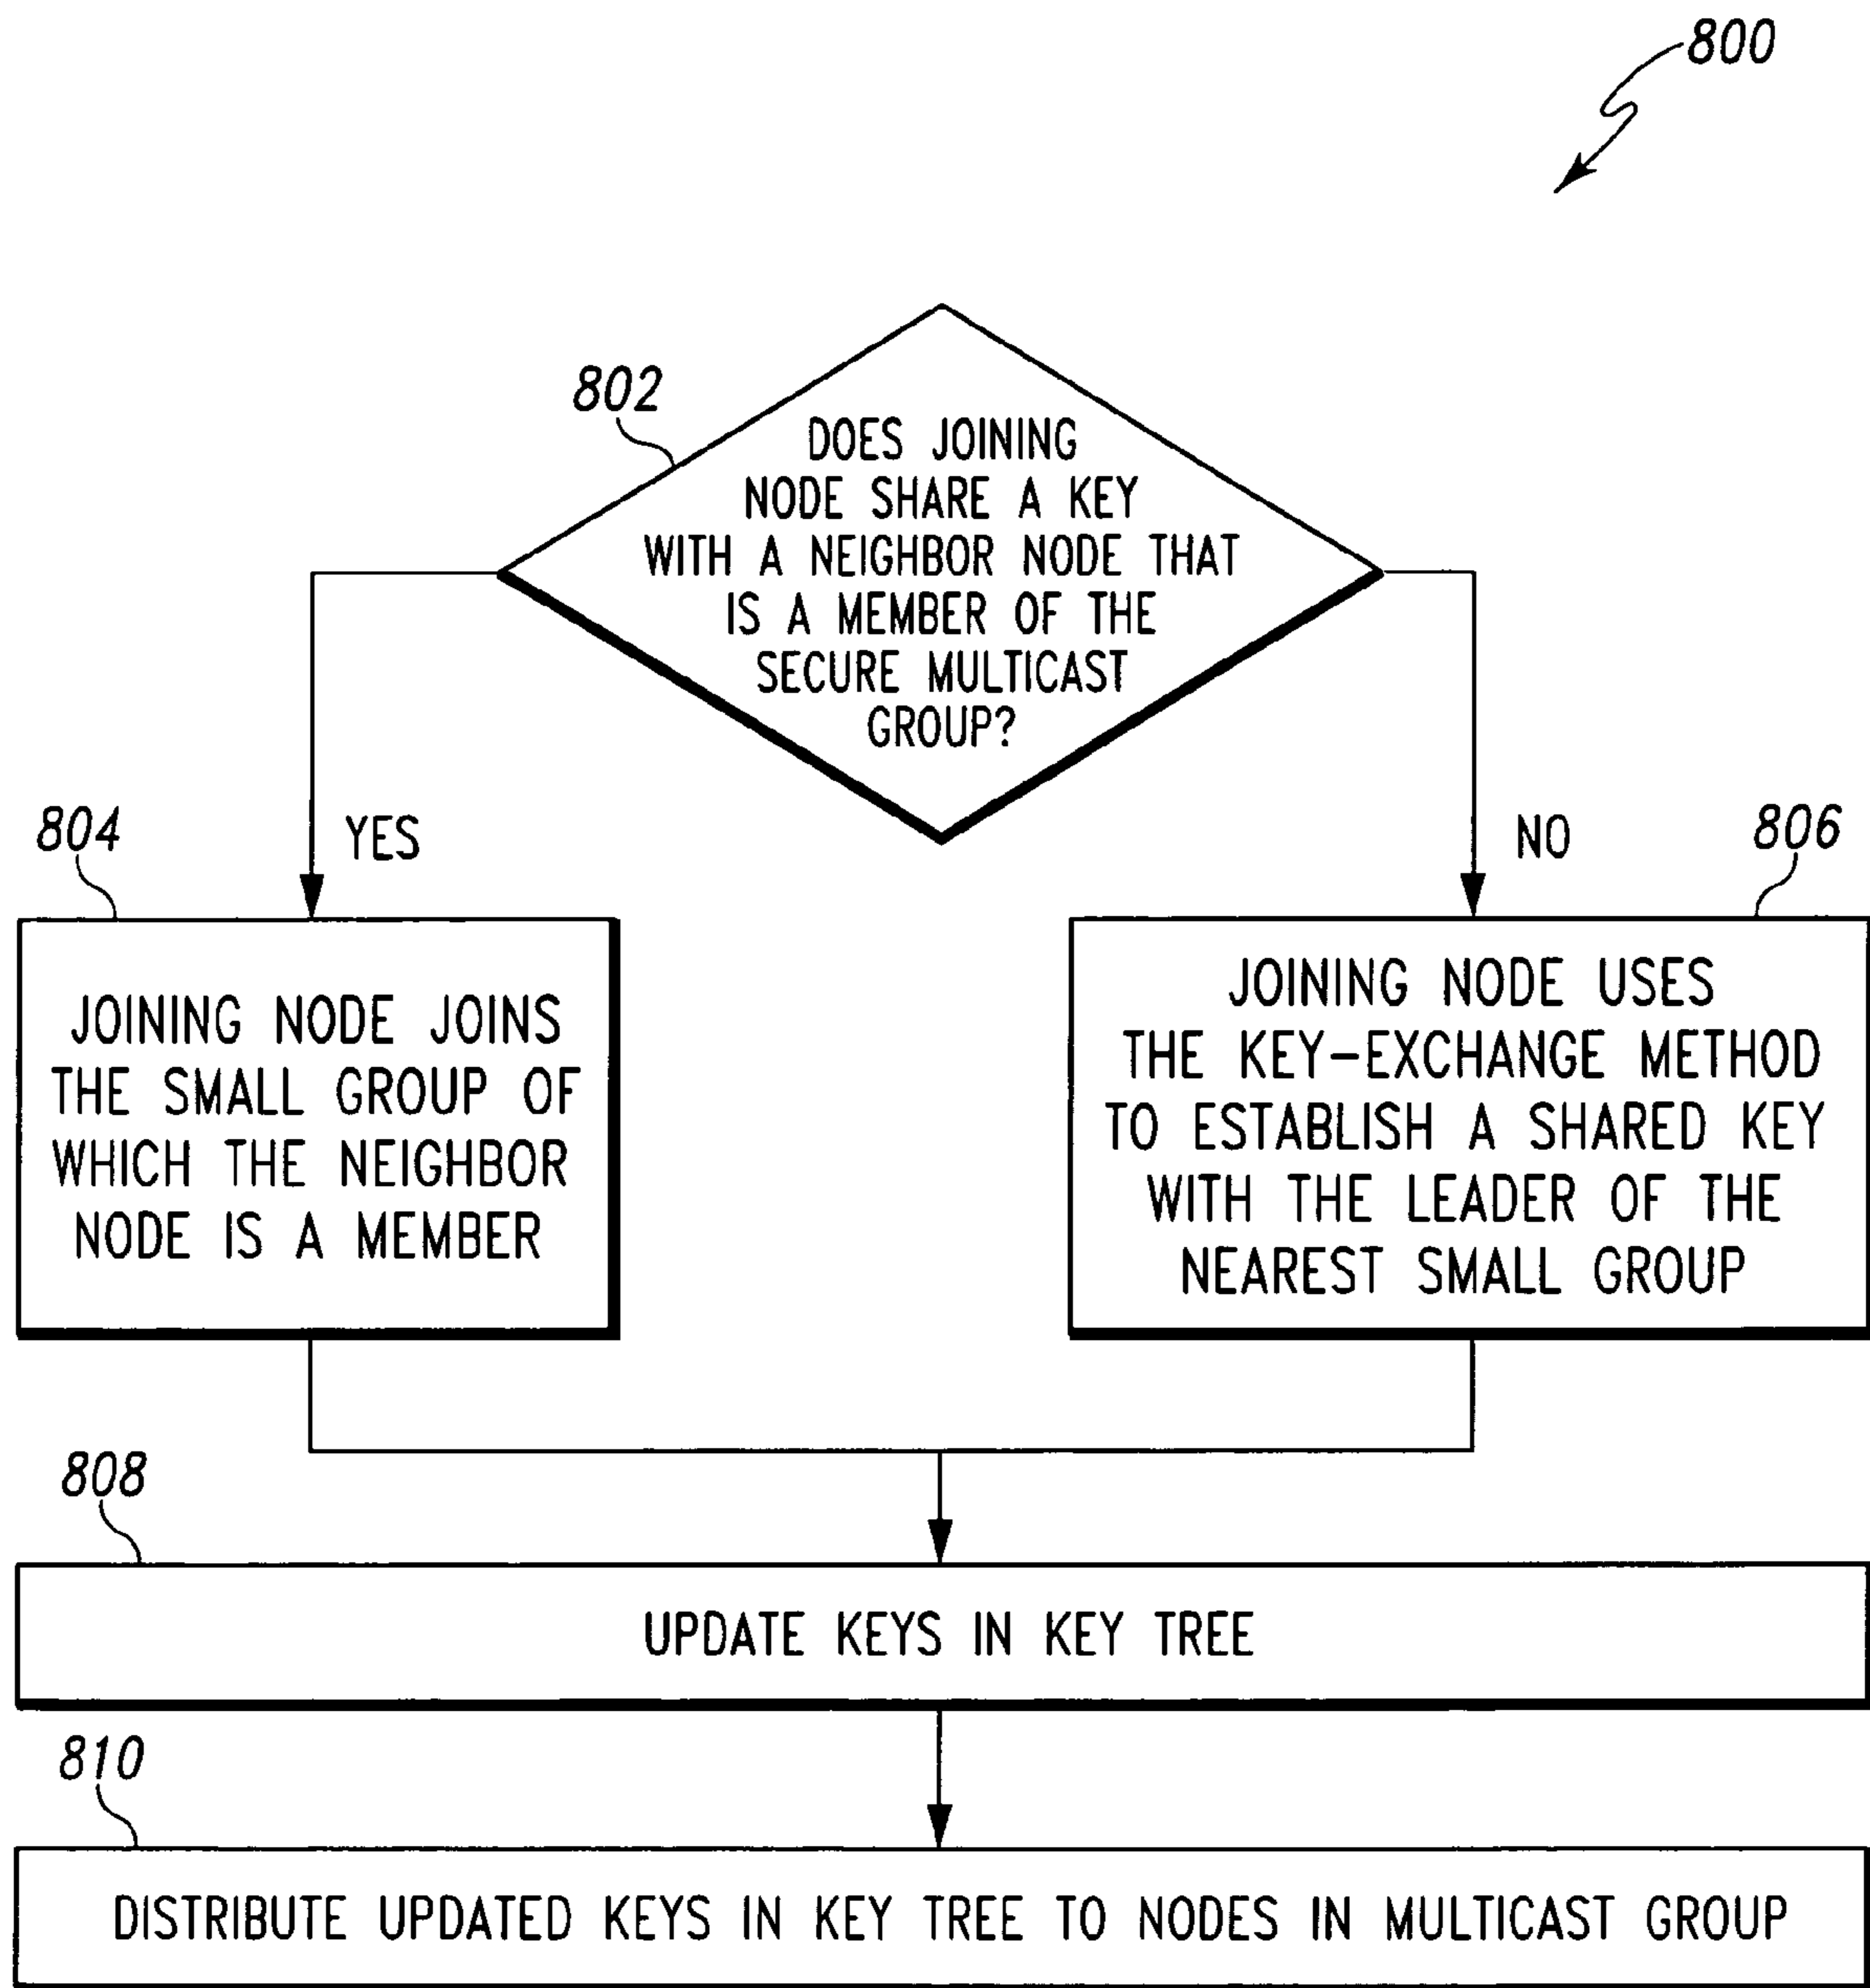 800
802
DOES JOINING
NODE SHARE A KEY
WITH A NEIGHBOR NODE THAT
IS A MEMBER OF THE
SECURE MULTICAST
GROUP?
804
YES
NO
806
JOINING NODE JOINS
THE SMALL GROUP OF
WHICH THE NEIGHBOR
NODE IS A MEMBER
JOINING NODE USES
THE KEY-EXCHANGE METHOD
TO ESTABLISH A SHARED KEY
WITH THE LEADER OF THE
NEAREST SMALL GROUP
808
UPDATE KEYS IN KEY TREE
810
DISTRIBUTE UPDATED KEYS IN KEY TREE TO NODES IN MULTICAST GROUP